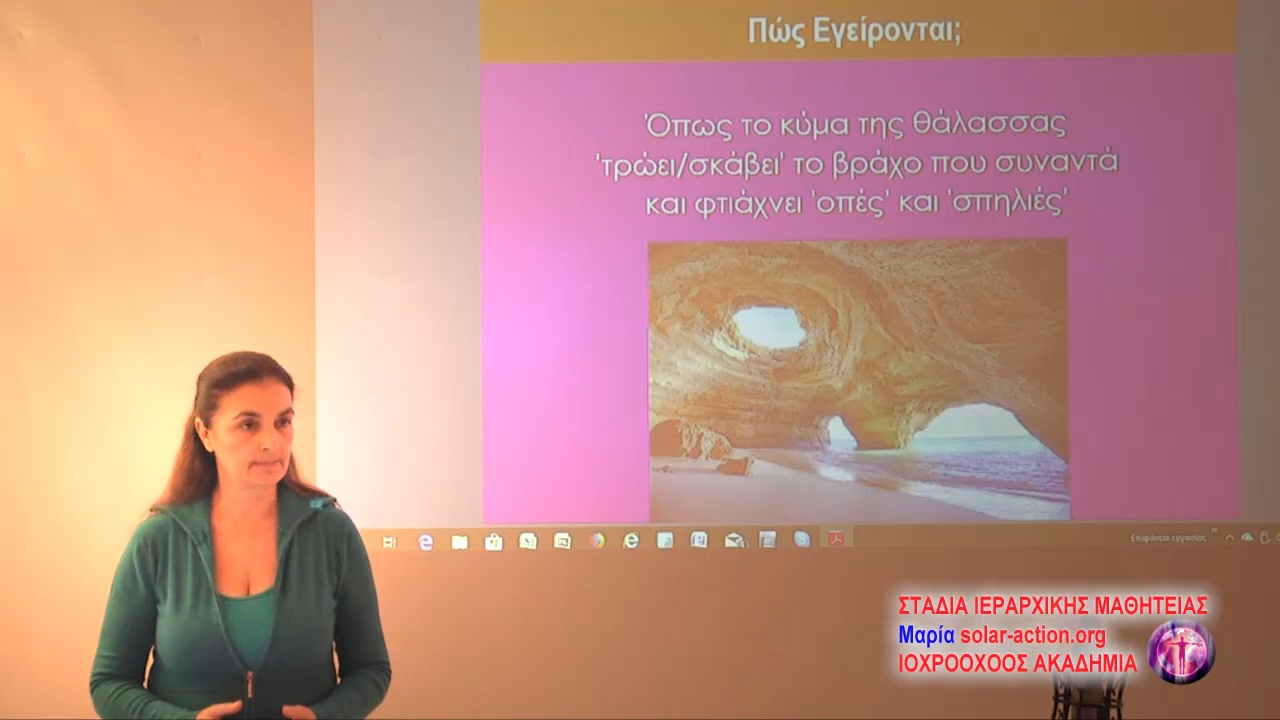 Πώς Εγείρονται;
Όπως το κύμα της θάλασσας
'τρώει/σκάβει' το βράχο που συναντά
και φτιάχνει 'οπές' και 'σπηλιές'
Επιφάνεια εργασίας
ΣΤΑΔΙΑ ΙΕΡΑΡΧΙΚΗΣ ΜΑΘΗΤΕΙΑΣ
Μαρία solar-action.org
ΙΟΧΡΟΟΧΟΟΣ ΑΚΑΔΗΜΙΑ